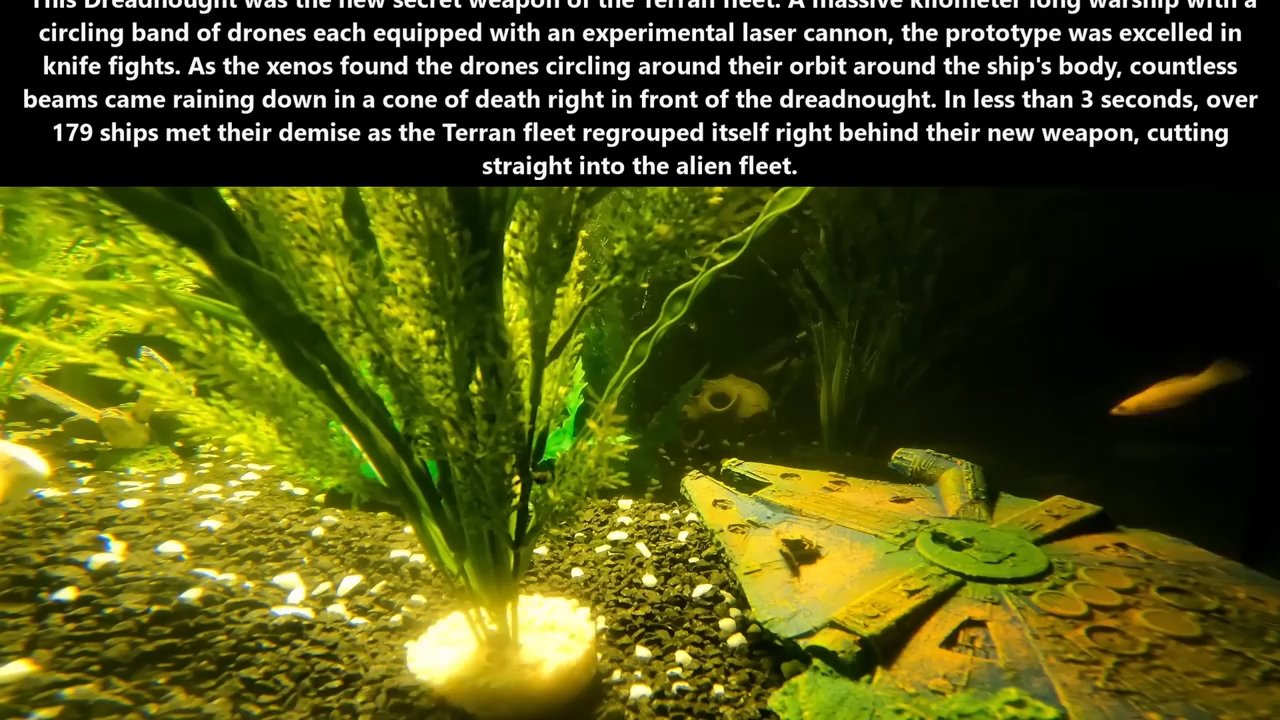 This Dreadnought was the new secret weapon of the Terran fleet. A massive kilometer long warship with a
circling band of drones each equipped with an experimental laser cannon, the prototype was excelled in
knife fights. As the xenos found the drones circling around their orbit around the ship's body, countless
beams came raining down in a cone of death right in front of the dreadnought. In less than 3 seconds, over
179 ships met their demise as the Terran fleet regrouped itself right behind their new weapon, cutting
straight into the alien fleet.